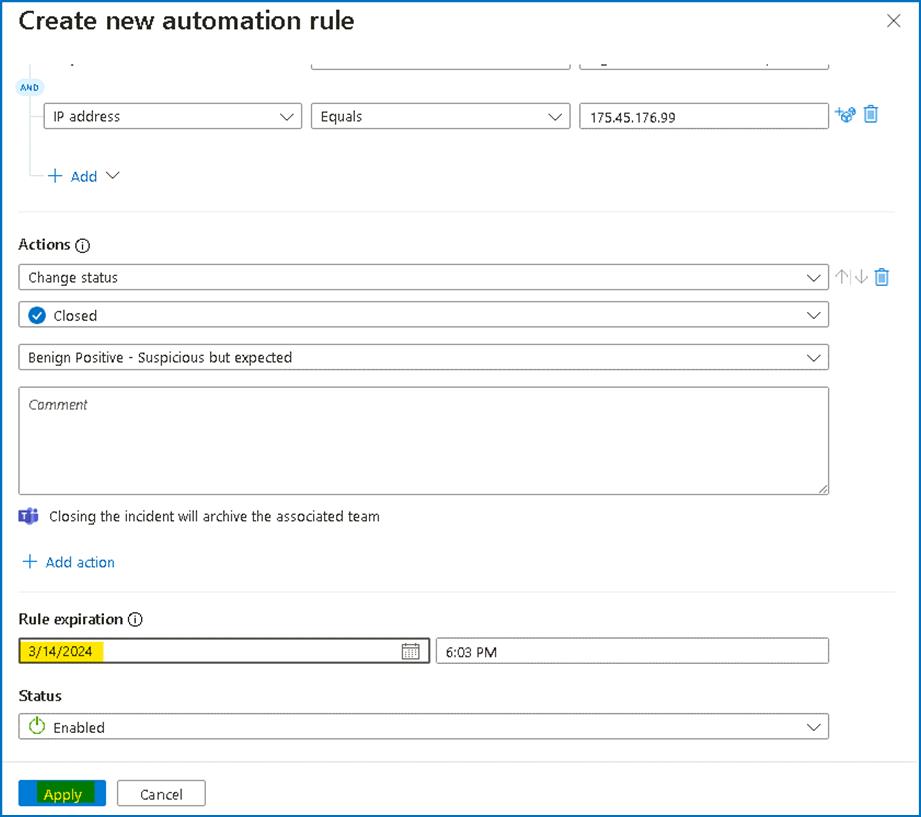 Create new automation rule
AND
IP address Equals 175.45.176.99
Add
Actions
Change status
Closed
Benign Positive - Suspicious but expected
Comment
Closing the incident will archive the associated team
Add action
Rule expiration
3/14/2024 6:03 PM
Status
Enabled
Apply Cancel